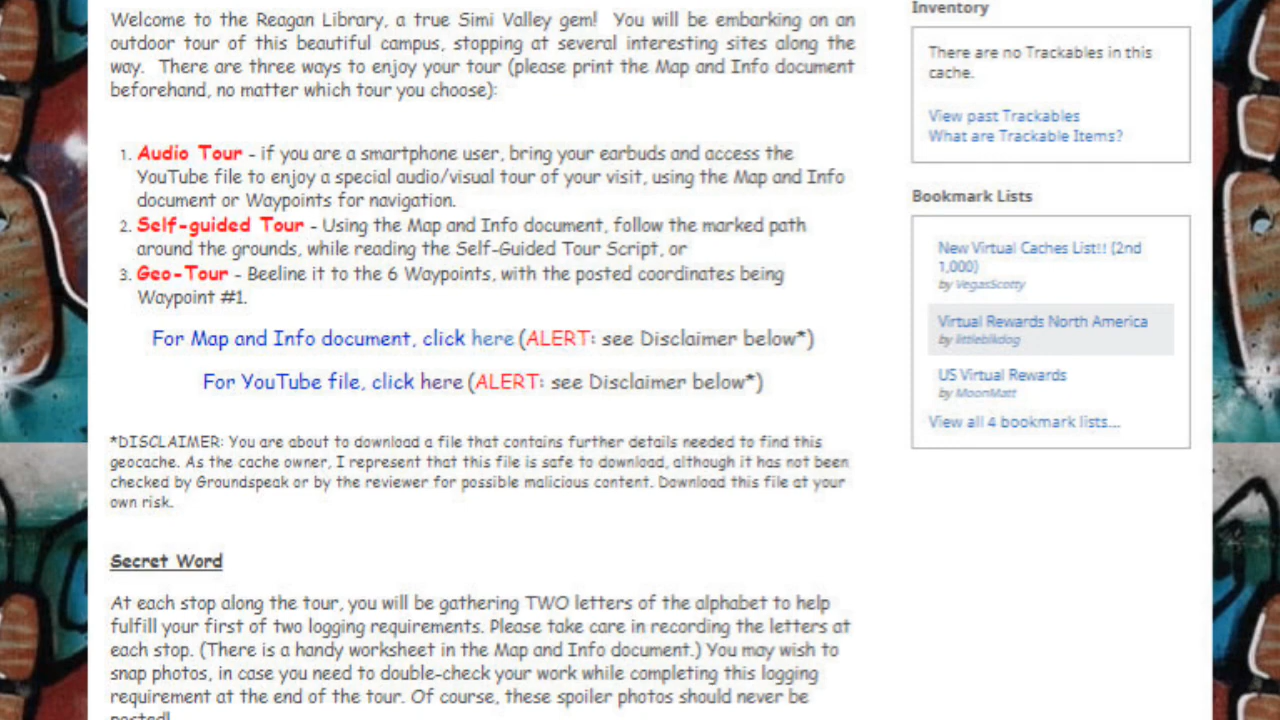 Welcome to the Reagan Library, a true Simi Valley gem! You will be embarking on an
outdoor tour of this beautiful campus, stopping at several interesting sites along the
way. There are three ways to enjoy your tour (please print the Map and Info document
beforehand, no matter which tour you choose):
1. Audio Tour - if you are a smartphone user, bring your earbuds and access the
YouTube file to enjoy a special audio/visual tour of your visit, using the Map and Info
document or Waypoints for navigation.
2. Self-guided Tour - Using the Map and Info document, follow the marked path
around the grounds, while reading the Self-Guided Tour Script, or
3. Geo-Tour - Beeline it to the 6 Waypoints, with the posted coordinates being
Waypoint #1.
For Map and Info document, click here (ALERT: see Disclaimer below*)
For YouTube file, click here (ALERT: see Disclaimer below*)
*DISCLAIMER: You are about to download a file that contains further details needed to find this
geocache. As the cache owner, I represent that this file is safe to download, although it has not been
checked by Groundspeak or by the reviewer for possible malicious content. Download this file at your
own risk.
Secret Word
At each stop along the tour, you will be gathering TWO letters of the alphabet to help
fulfill your first of two logging requirements. Please take care in recording the letters at
each stop. (There is a handy worksheet in the Map and Info document.) You may wish to
snap photos, in case you need to double-check your work while completing this logging
requirement at the end of the tour. Of course, these spoiler photos should never be
posted!
Inventory
There are no Trackables in this
cache.
View past Trackables
What are Trackable Items?
Bookmark Lists
New Virtual Caches List!! (2nd
1,000)
by VegasScotty
Virtual Rewards North America
by littleblkdog
US Virtual Rewards
by MoonMatt
View all 4 bookmark lists...